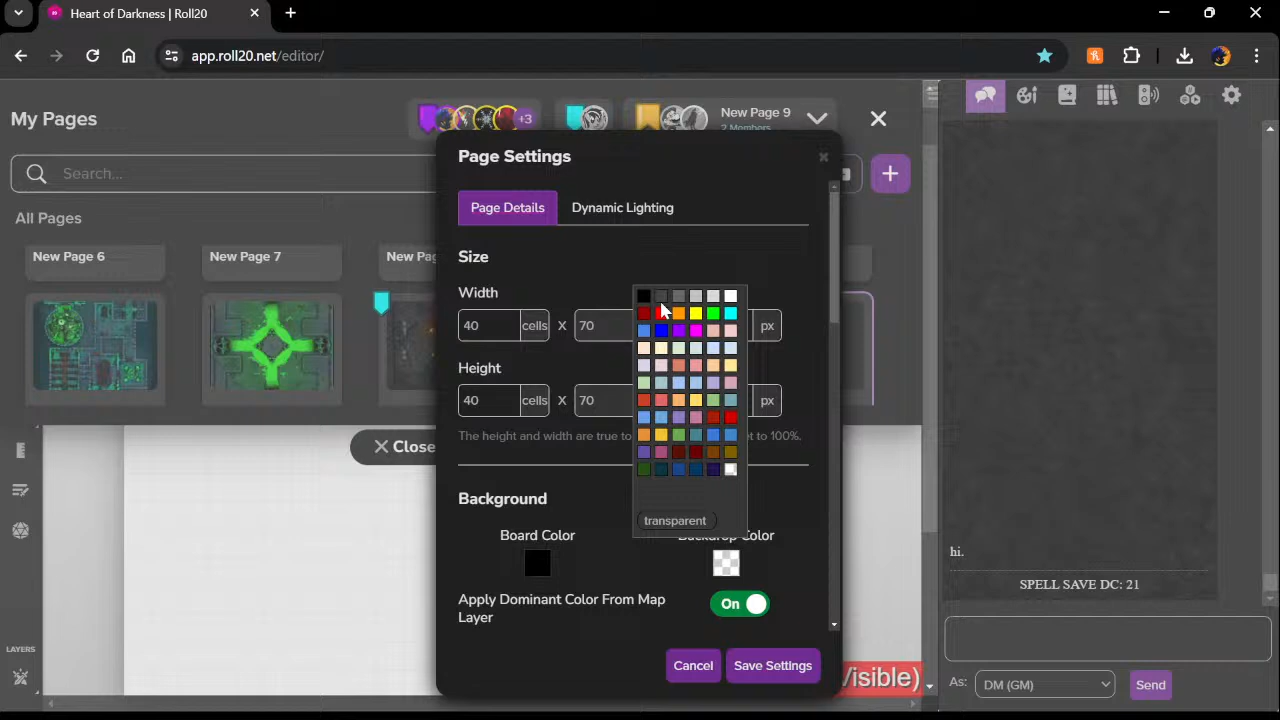 Heart of Darkness | Roll20
app.roll20.net/editor/
My Pages
+3
New Page 9
2 Members
Search...
All Pages
New Page 6
New Page 7
New Pag
Page Settings
Page Details
Dynamic Lighting
Size
Width
40
cells
X
70
px
Height
40
cells
X
70
px
The height and width are true to
t to 100%.
transparent
Background
Board Color
Backdrop Color
Apply Dominant Color From Map
Layer
On
Cancel
Save Settings
Close
LAYERS
/isible)
hi.
SPELL SAVE DC: 21
As:
DM (GM)
Send